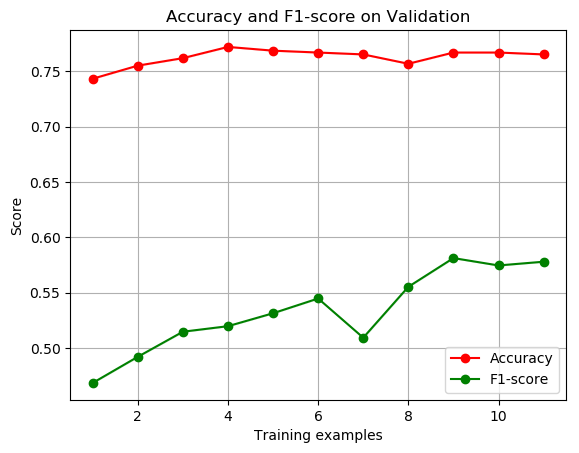 Accuracy and F1-score on Validation
0.75
0.70
0.65
0.60
0.55
0.50
Score
2 4 6 8 10
Training examples
Accuracy
F1-score